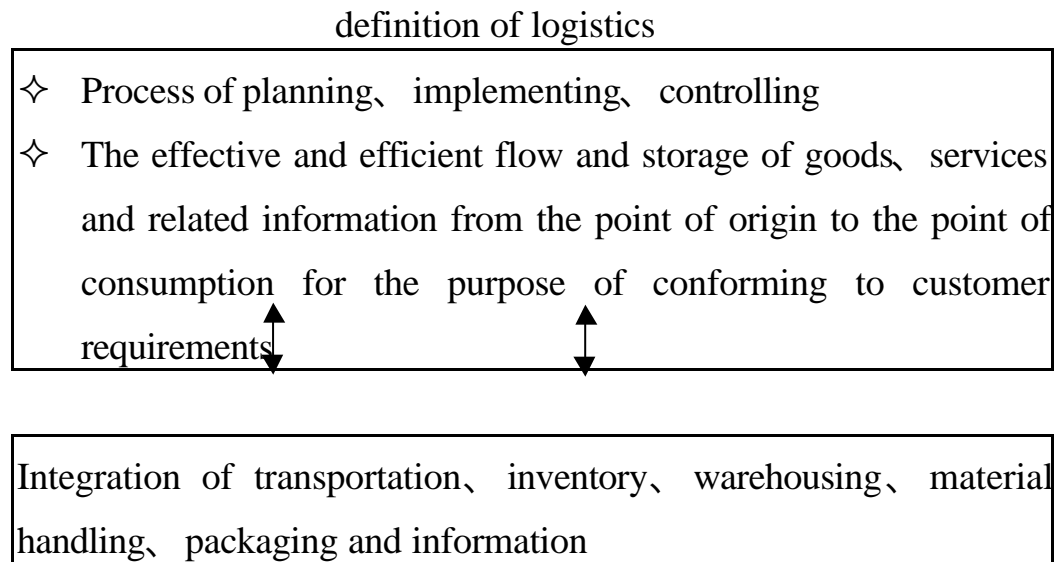 definition of logistics
✧ Process of planning、 implementing、 controlling
✧ The effective and efficient flow and storage of goods、 services
and related information from the point of origin to the point of
consumption for the purpose of conforming to customer
requirements
Integration of transportation、 inventory、 warehousing、 material
handling、 packaging and information